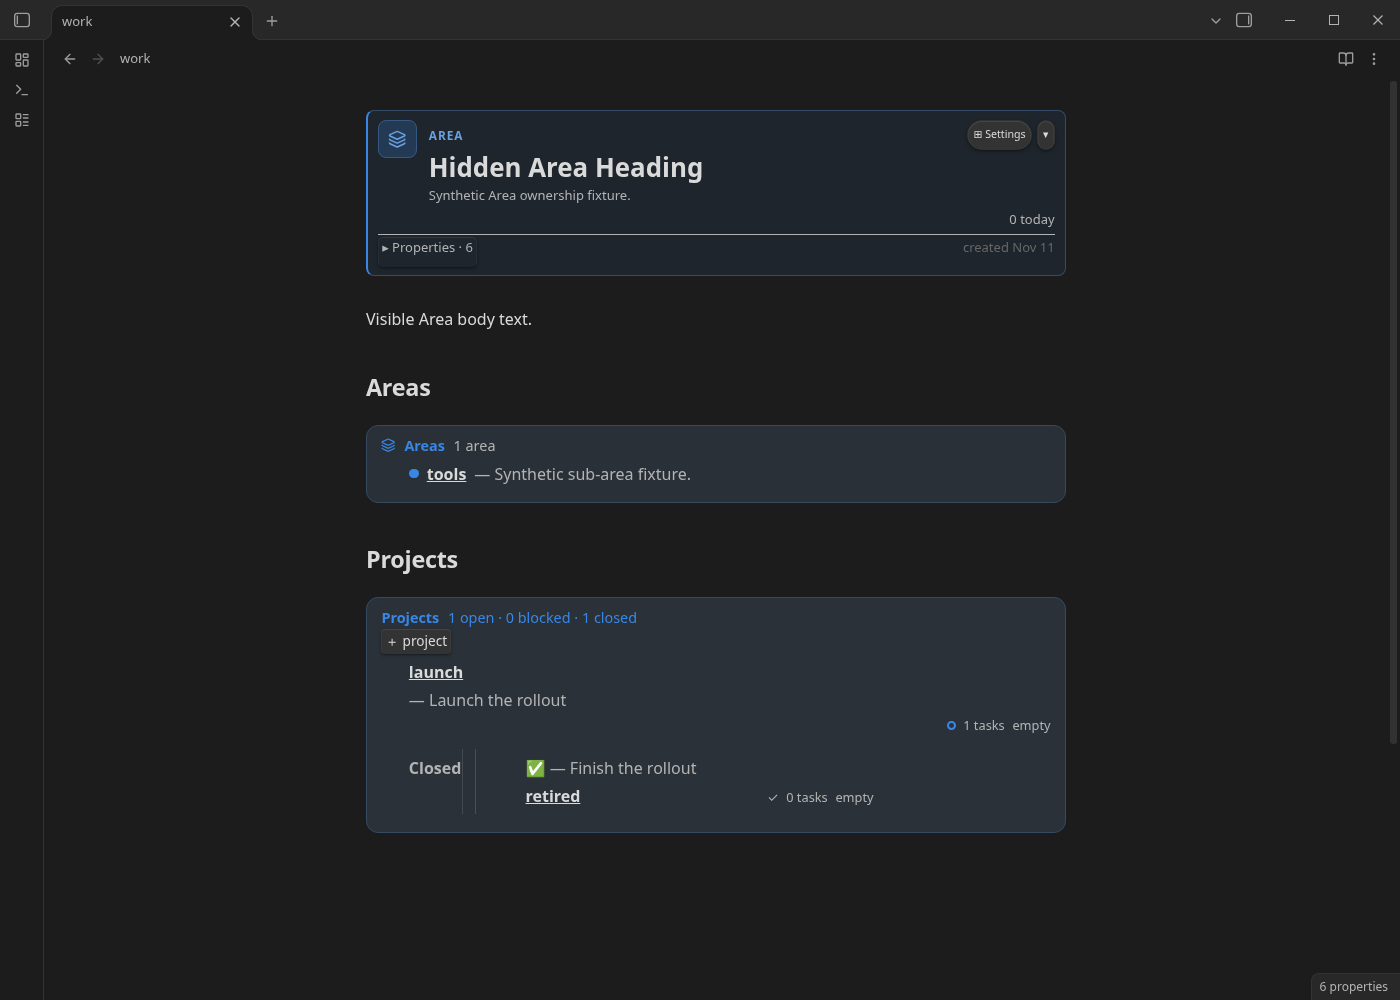 work
work
AREA
⊞ Settings ▾
Hidden Area Heading
Synthetic Area ownership fixture.
0 today
▸ Properties · 6 created Nov 11
Visible Area body text.
Areas
Areas 1 area
tools — Synthetic sub-area fixture.
Projects
Projects 1 open · 0 blocked · 1 closed
+ project
launch
— Launch the rollout
1 tasks empty
Closed ✅ — Finish the rollout
retired ✓ 0 tasks empty
6 properties